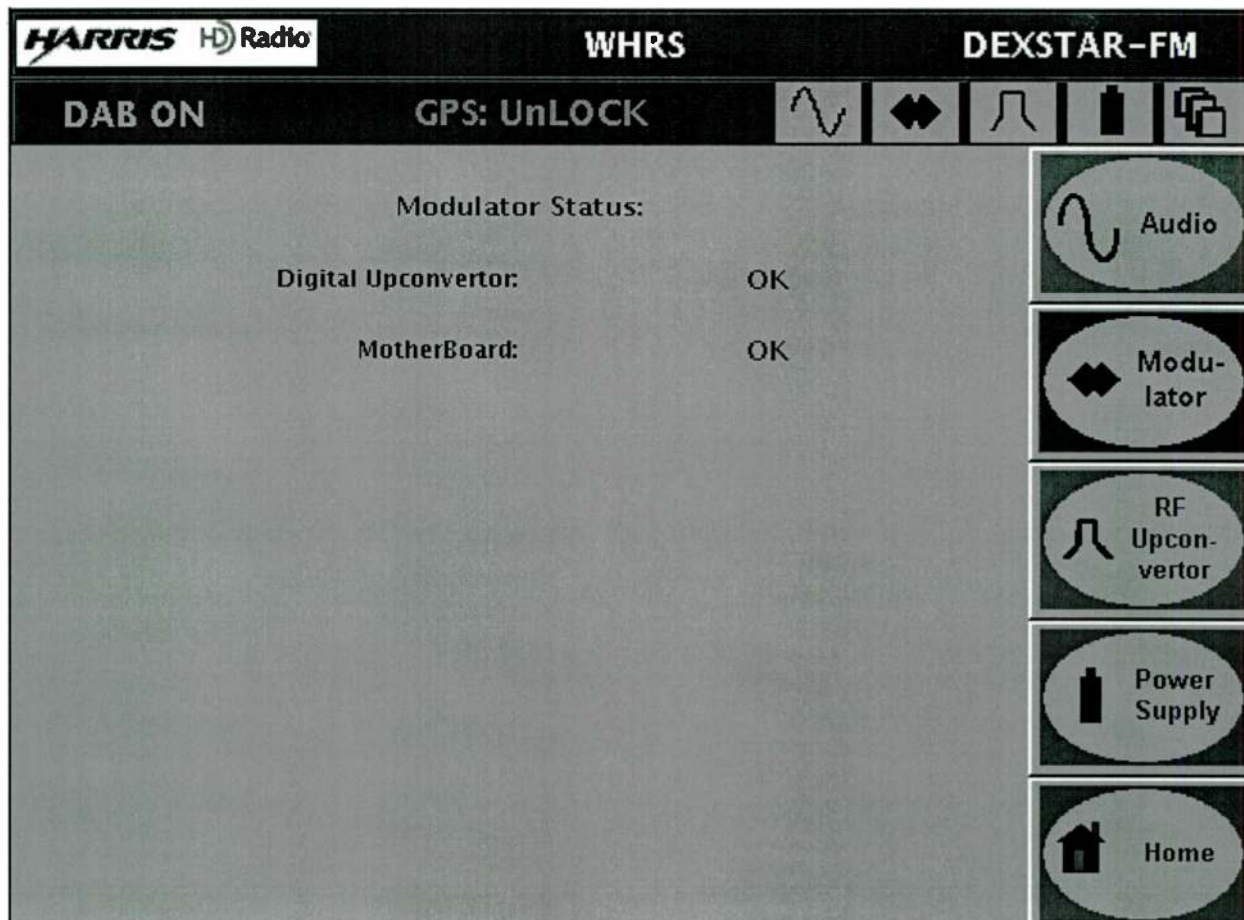 HARRIS HD Radio WHRS DEXSTAR-FM
DAB ON GPS: UnLOCK
Modulator Status:
Digital Upconvertor: OK
MotherBoard: OK
Audio
Modu-
lator
RF
Upcon-
vertor
Power
Supply
Home